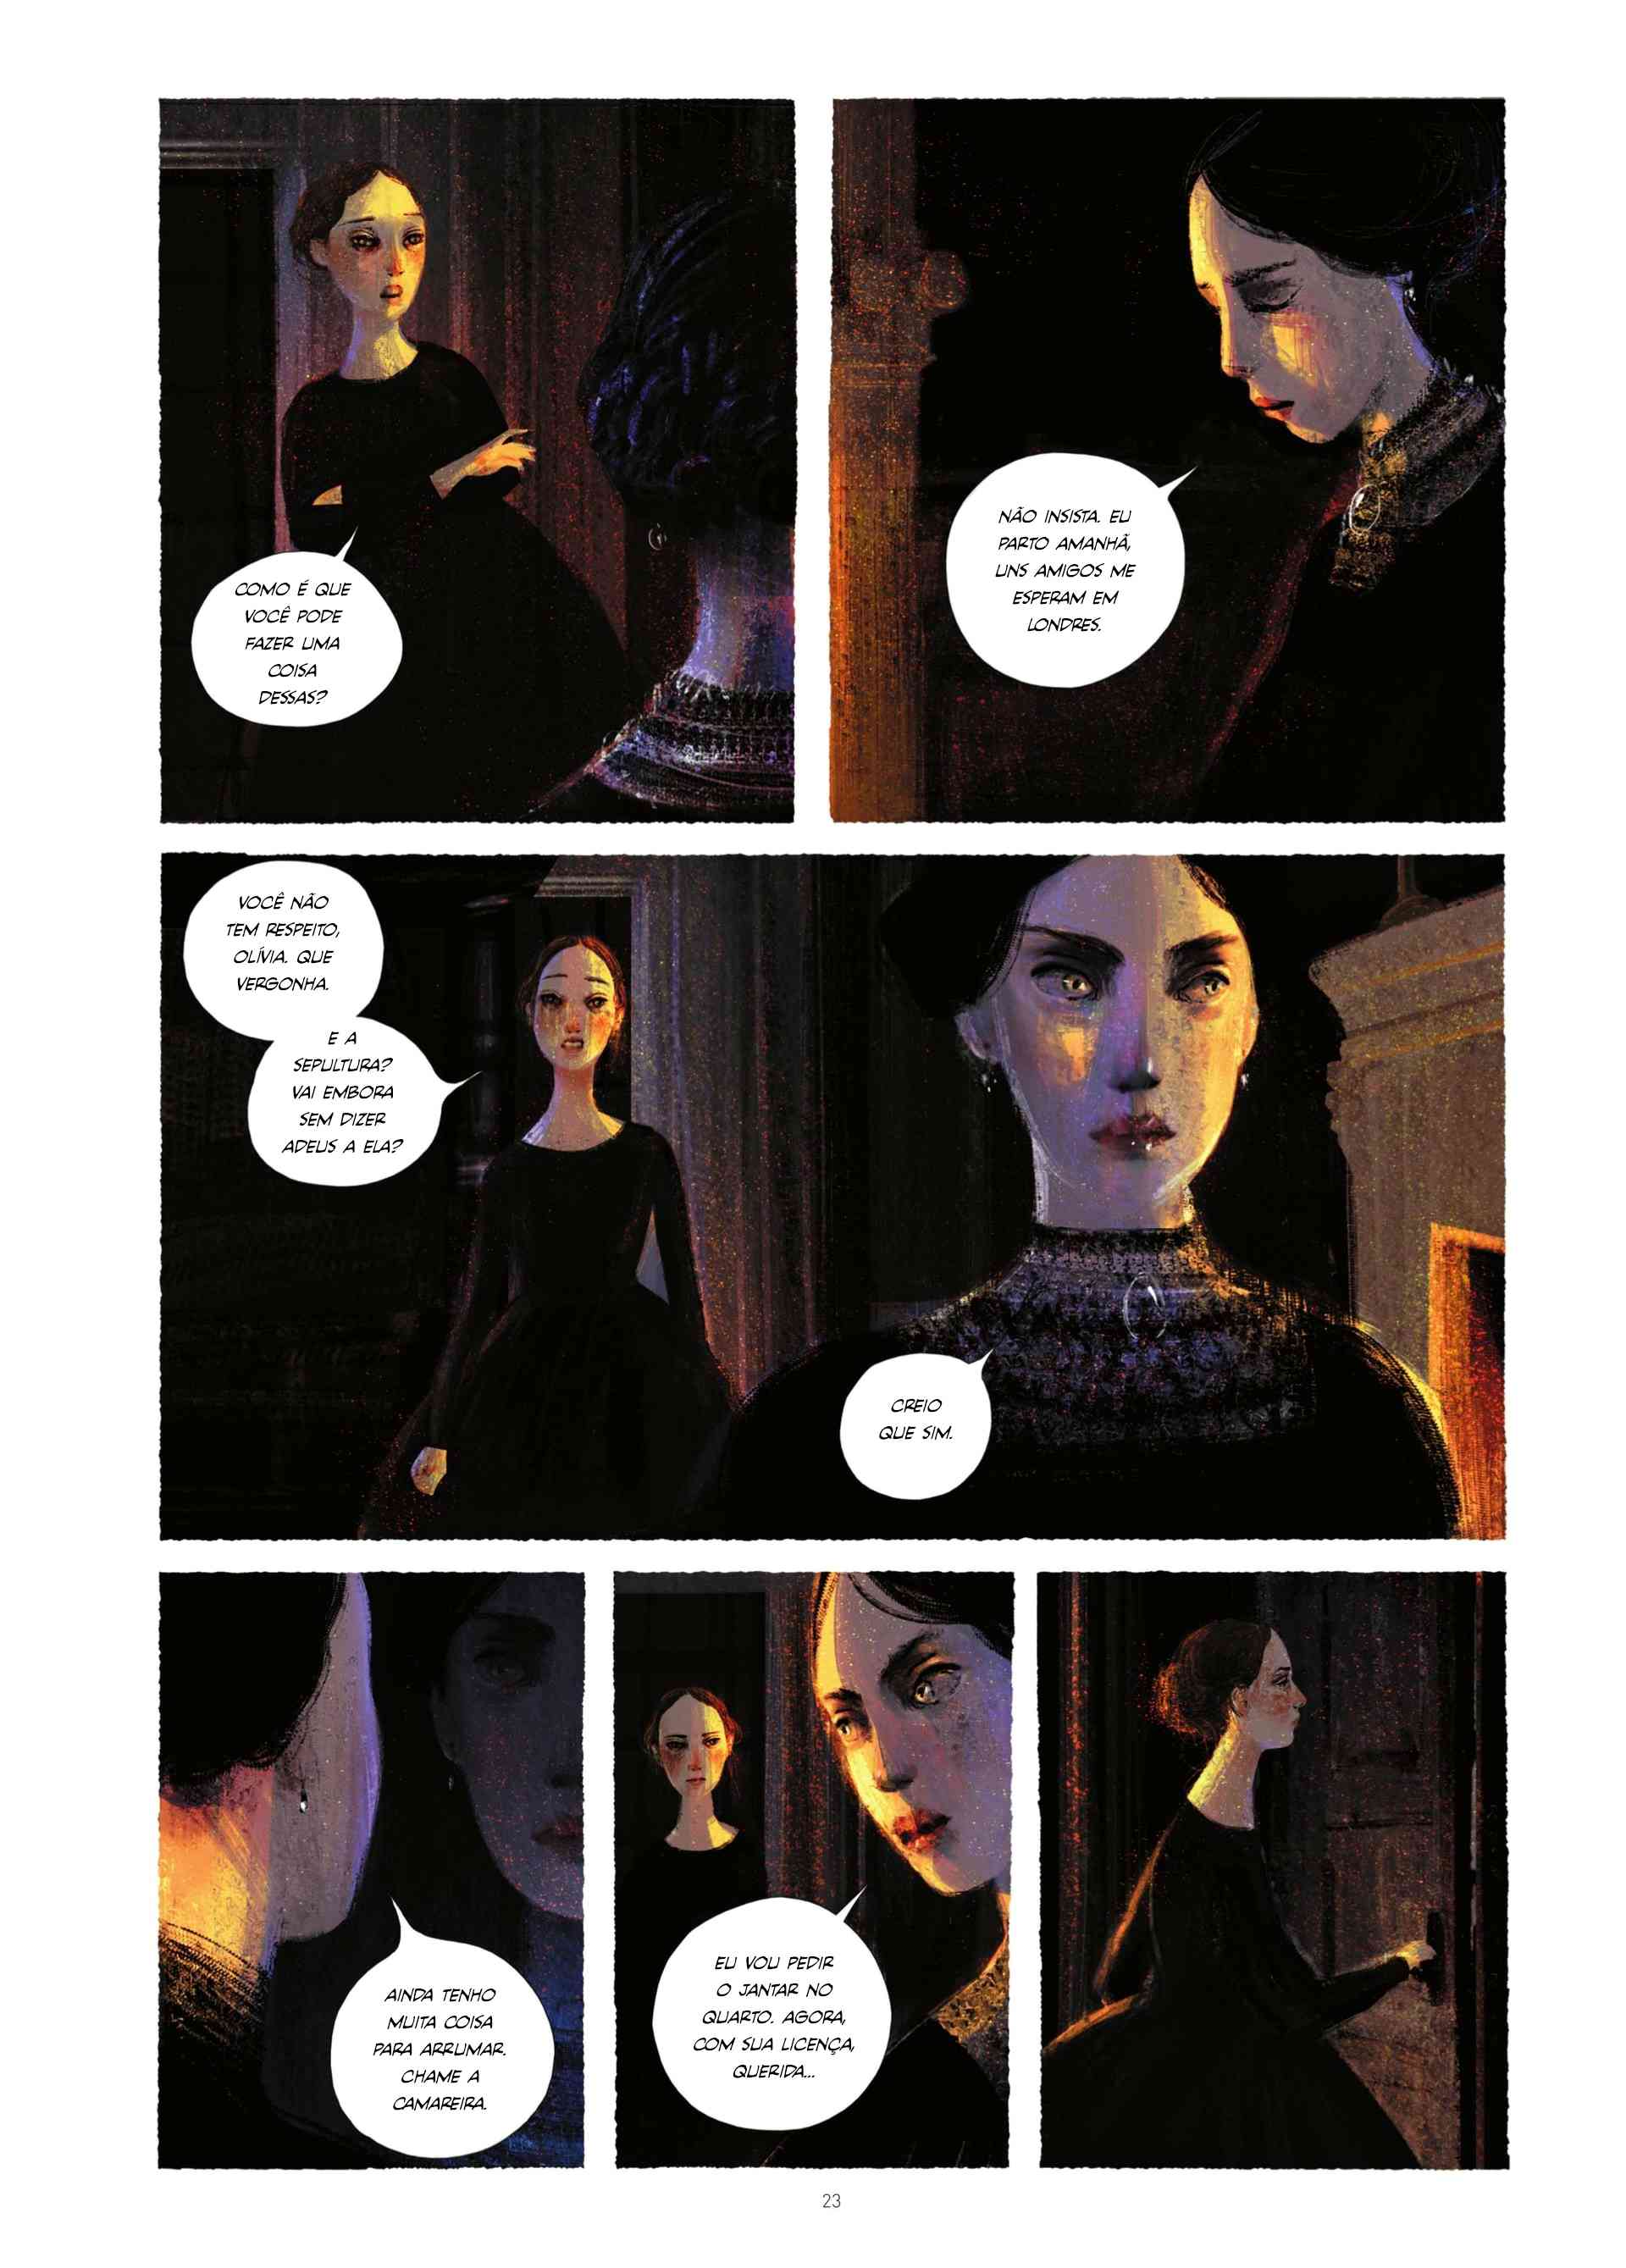 COMO É QUE
VOCÊ PODE
FAZER UMA
COISA
DESSAS?
NÃO INSISTA. EU
PARTO AMANHÃ,
UNS AMIGOS ME
ESPERAM EM
LONDRES.
VOCÊ NÃO
TEM RESPEITO,
OLÍVIA. QUE
VERGONHA.
E A
SEPULTURA?
VAI EMBORA
SEM DIZER
ADEUS A ELA?
CREIO
QUE SIM.
AINDA TENHO
MUITA COISA
PARA ARRUMAR.
CHAME A
CAMAREIRA.
EU VOU PEDIR
O JANTAR NO
QUARTO. AGORA,
COM SUA LICENÇA,
QUERIDA...
23